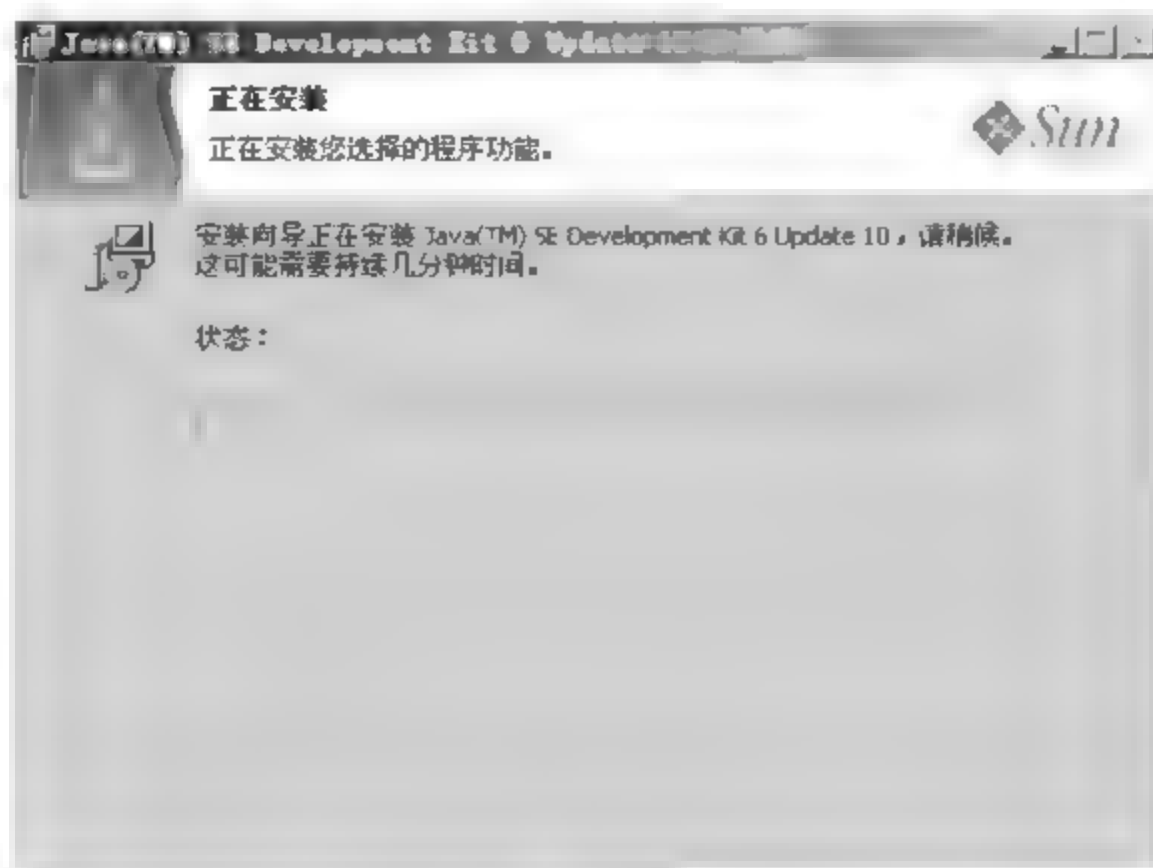 Java(TM) SE Development Kit 6 Update
正在安装
正在安装您选择的程序功能。
Sun
安装向导正在安装 Java(TM) SE Development Kit 6 Update 10，请稍候。
这可能需要持续几分钟时间。
状态：